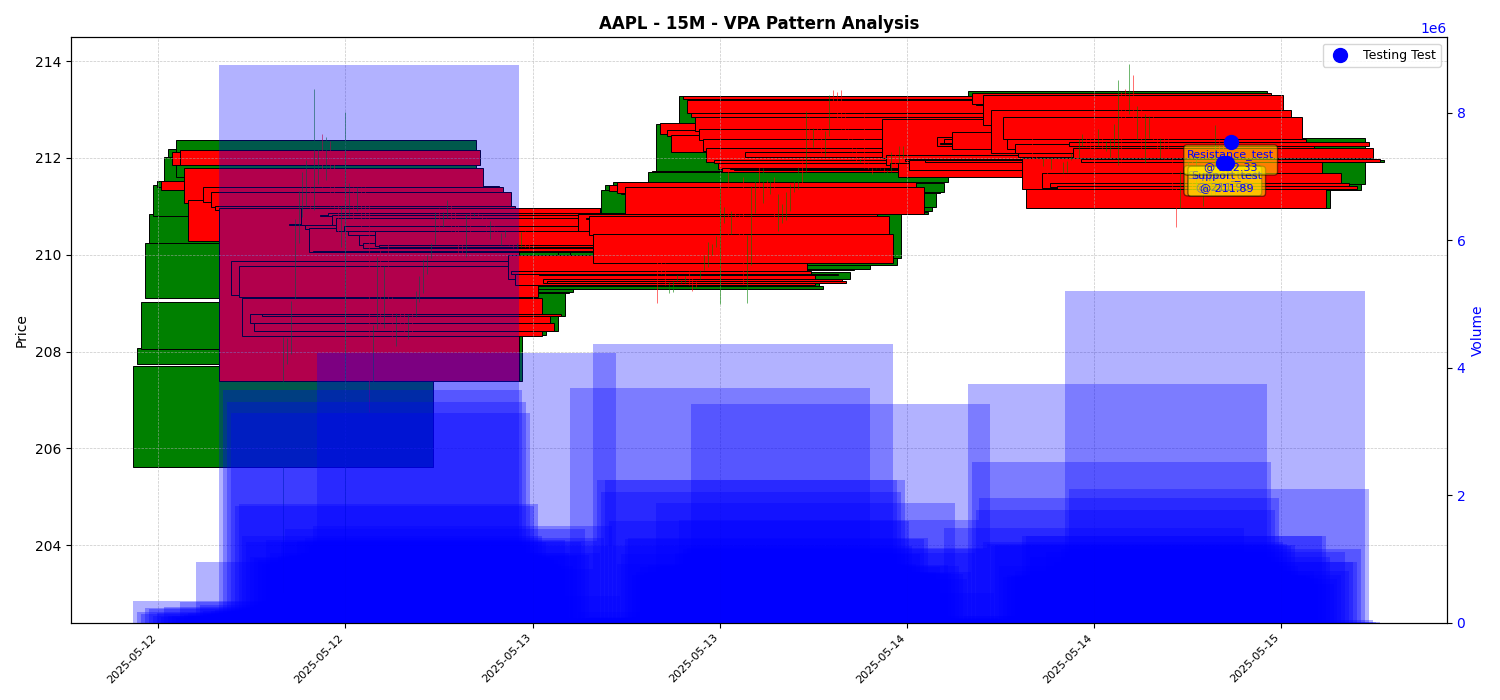 AAPL - 15M - VPA Pattern Analysis
1e6
Testing Test
214
212
210
208
206
204
Price
8
6
4
2
0
Volume
Resistance_test
Support_test
@ 211.89
2025-05-12
2025-05-12
2025-05-13
2025-05-13
2025-05-14
2025-05-14
2025-05-15